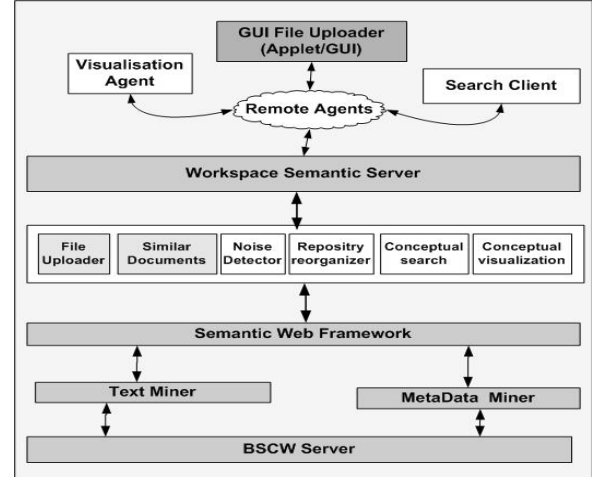 GUI File Uploader
(Applet/GUI)
Visualisation
Agent
Search Client
Remote Agents
Workspace Semantic Server
File
Uploader
Similar
Documents
Noise
Detector
Repositry
reorganizer
Conceptual
search
Conceptual
visualization
Semantic Web Framework
Text Miner
MetaData Miner
BSCW Server